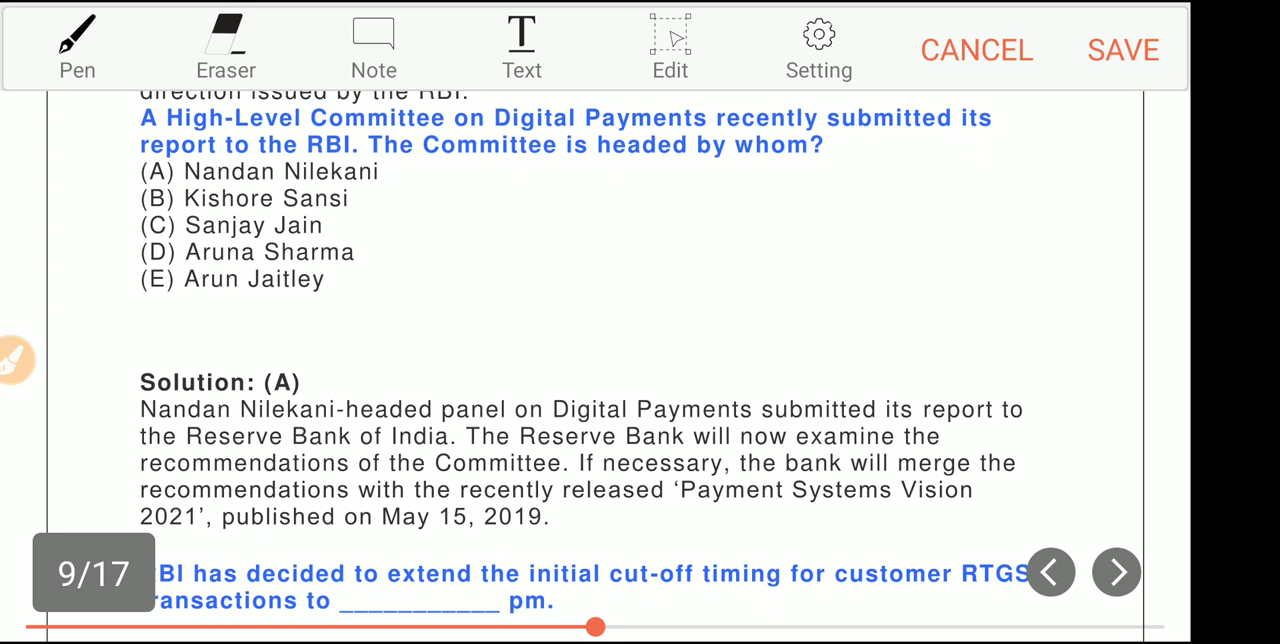 Pen
Eraser
Note
Text
Edit
Setting
CANCEL
SAVE
direction issued by the RBI.
A High-Level Committee on Digital Payments recently submitted its
report to the RBI. The Committee is headed by whom?
(A) Nandan Nilekani
(B) Kishore Sansi
(C) Sanjay Jain
(D) Aruna Sharma
(E) Arun Jaitley
Solution: (A)
Nandan Nilekani-headed panel on Digital Payments submitted its report to
the Reserve Bank of India. The Reserve Bank will now examine the
recommendations of the Committee. If necessary, the bank will merge the
recommendations with the recently released ‘Payment Systems Vision
2021’, published on May 15, 2019.
9/17
BI has decided to extend the initial cut-off timing for customer RTGS
ransactions to ___________ pm.